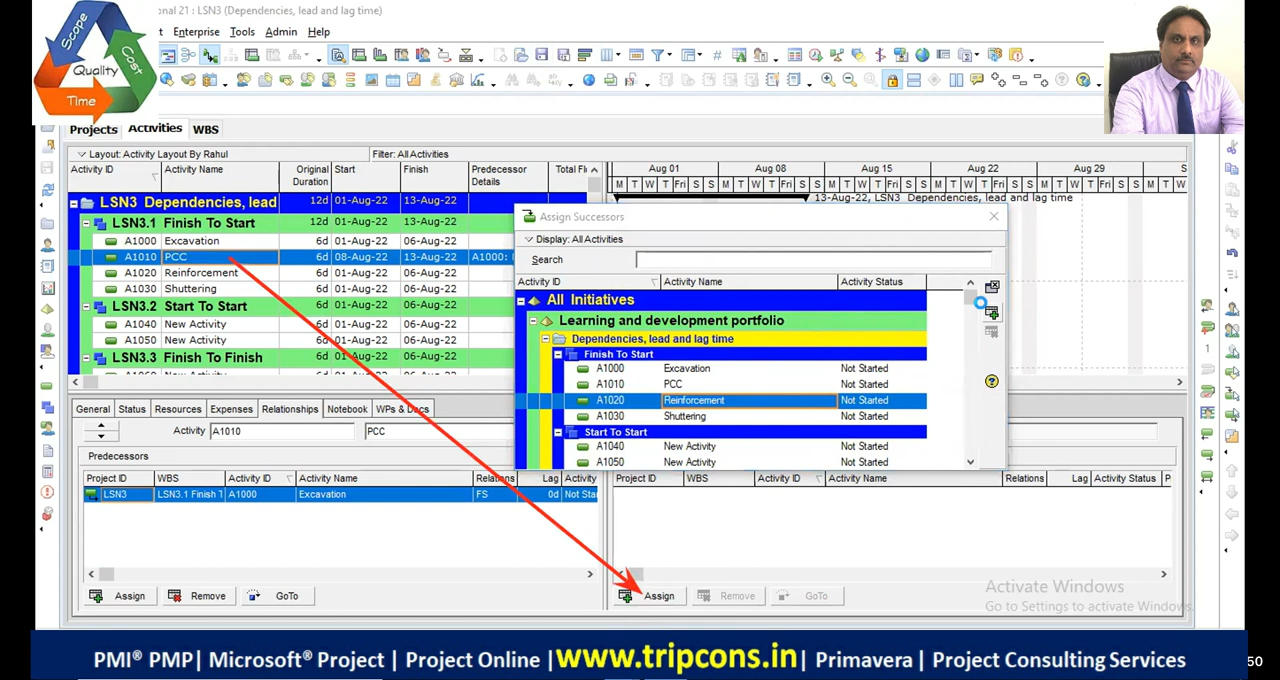 onal 21 : LSN3 (Dependencies, lead and lag time)
Scope
Cost
Quality
Time
t Enterprise Tools Admin Help
Projects Activities WBS
Layout: Activity Layout By Rahul Filter: All Activities
Activity ID Activity Name Original Duration Start Finish Predecessor Details Total Fl
Aug 01 Aug 08 Aug 15 Aug 22 Aug 29 S
M T W T Fri S S M T W T Fri S S M T W T Fri S S M T W T Fri S S M T W T Fri S S M T W
LSN3 Dependencies, lead 12d 01-Aug-22 13-Aug-22
13-Aug-22, LSN3 Dependencies, lead and lag time
LSN3.1 Finish To Start 12d 01-Aug-22 13-Aug-22
A1000 Excavation 6d 01-Aug-22 06-Aug-22
A1010 PCC 6d 08-Aug-22 13-Aug-22 A1000:
A1020 Reinforcement 6d 01-Aug-22 06-Aug-22
A1030 Shuttering 6d 01-Aug-22 06-Aug-22
LSN3.2 Start To Start 6d 01-Aug-22 06-Aug-22
A1040 New Activity 6d 01-Aug-22 06-Aug-22
A1050 New Activity 6d 01-Aug-22 06-Aug-22
LSN3.3 Finish To Finish 6d 01-Aug-22 06-Aug-22
Assign Successors
Display: All Activities
Search
Activity ID Activity Name Activity Status
All Initiatives
Learning and development portfolio
Dependencies, lead and lag time
Finish To Start
A1000 Excavation Not Started
A1010 PCC Not Started
A1020 Reinforcement Not Started
A1030 Shuttering Not Started
Start To Start
A1040 New Activity Not Started
A1050 New Activity Not Started
General Status Resources Expenses Relationships Notebook WPs & Docs
Activity A1010 PCC
Predecessors
Project ID WBS Activity ID Activity Name Relations Lag Activity
LSN3 LSN3.1 Finish T A1000 Excavation FS 0d Not Star
Assign Remove GoTo
Project ID WBS Activity ID Activity Name Relations Lag Activity Status P
Assign Remove GoTo
Activate Windows
Go to Settings to activate Windows.
PMI® PMP| Microsoft® Project | Project Online |www.tripcons.in| Primavera | Project Consulting Services
50